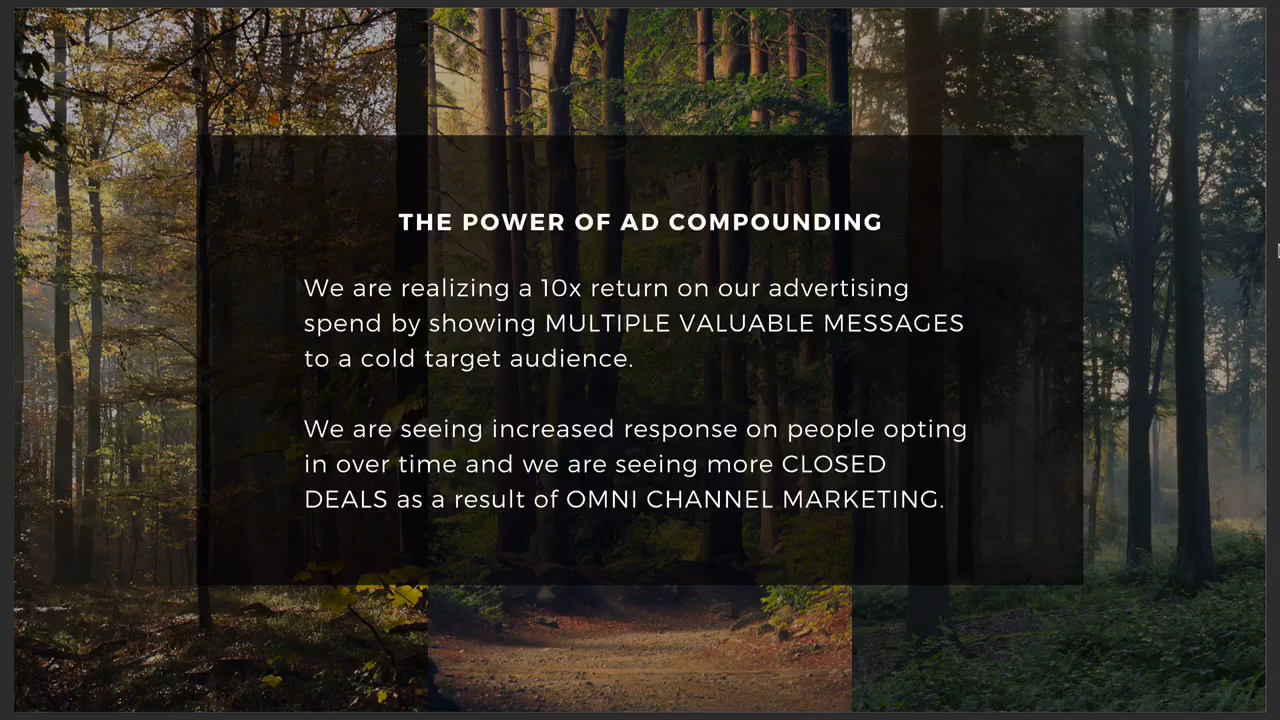 THE POWER OF AD COMPOUNDING
We are realizing a 10x return on our advertising
spend by showing MULTIPLE VALUABLE MESSAGES
to a cold target audience.
We are seeing increased response on people opting
in over time and we are seeing more CLOSED
DEALS as a result of OMNI CHANNEL MARKETING.